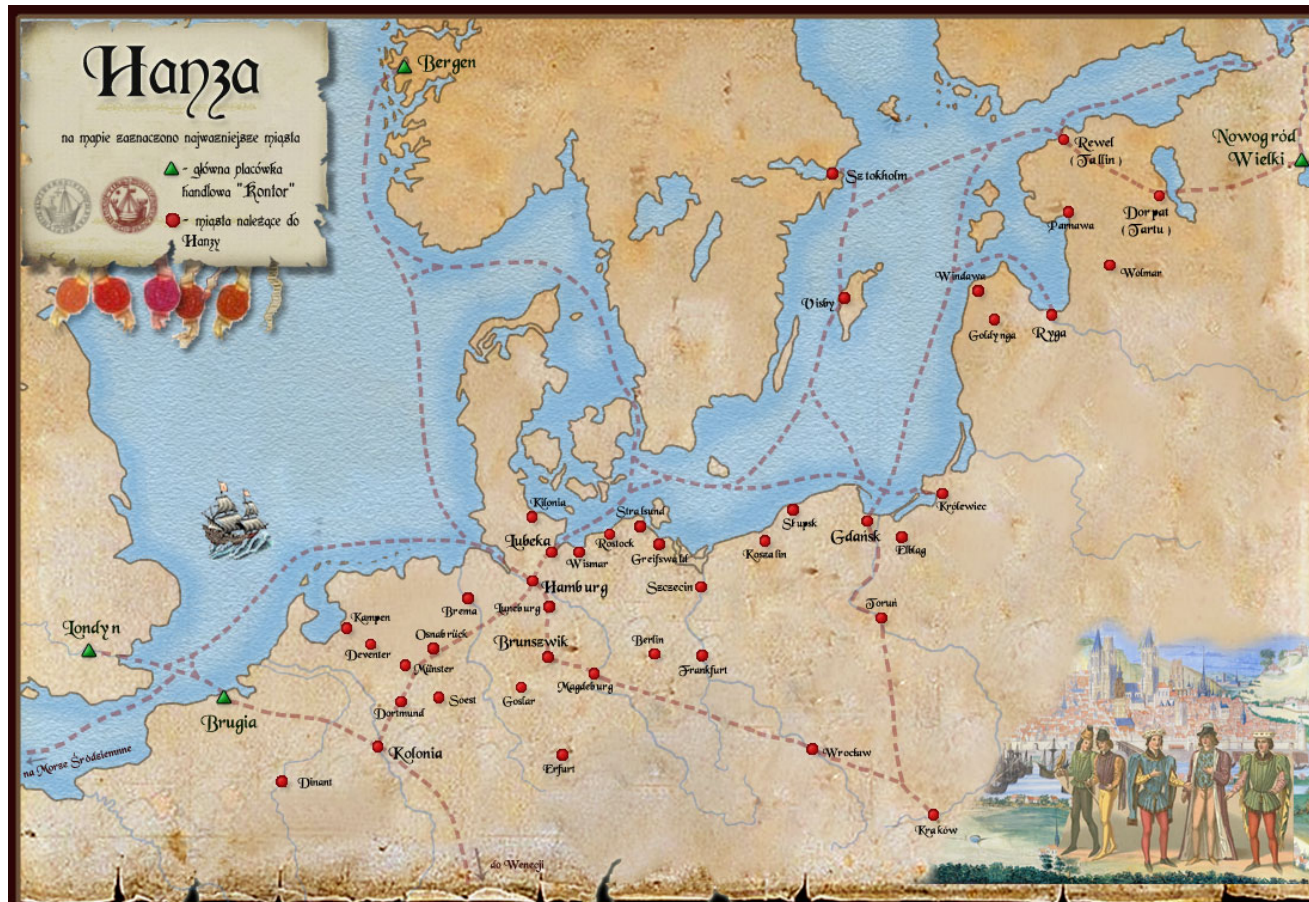 Hanza
na mapie zaznaczono najwazniejsze miasta
- główna placówka
handlowa "Kontor"
- miasta należące do
Hanzy
Bergen
Sztokholm
Rewel
( Tallin )
Nowogród
Wielki
Dorpat
( Tartu )
Parnawa
Wolmar
Windawa
Visby
Goldynga
Ryga
Kilonia
Stralsund
Słupsk
Królewiec
Lubeka
Rostock
Gdańsk
Wismar
Greifswald
Koszalin
Elbląg
Hamburg
Szczecin
Brema
Luneburg
Kampen
Toruń
Londyn
Osnabrück
Deventer
Brunszwik
Berlin
Münster
Frankfurt
Magdeburg
Soest
Goslar
Dortmund
Brugia
Kolonia
Wrocław
na Morze Śródziemnne
Erfurt
Dinant
Kraków
do Wenecji